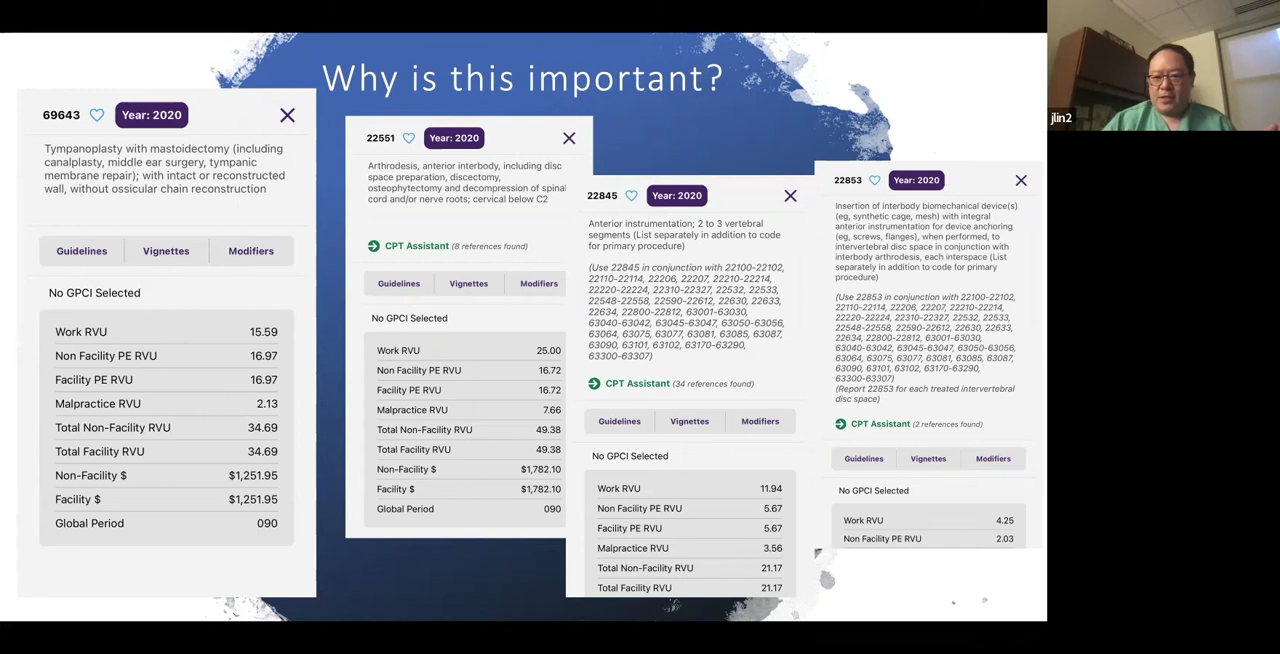 Why is this important?
69643
Year: 2020
Tympanoplasty with mastoidectomy (including
canalplasty, middle ear surgery, tympanic
membrane repair); with intact or reconstructed
wall, without ossicular chain reconstruction
Guidelines
Vignettes
Modifiers
No GPCI Selected
Work RVU 15.59
Non Facility PE RVU 16.97
Facility PE RVU 16.97
Malpractice RVU 2.13
Total Non-Facility RVU 34.69
Total Facility RVU 34.69
Non-Facility $ $1,251.95
Facility $ $1,251.95
Global Period 090
22551
Year: 2020
Arthrodesis, anterior interbody, including disc
space preparation, discectomy,
osteophytectomy and decompression of spinal
cord and/or nerve roots; cervical below C2
CPT Assistant (8 references found)
Guidelines
Vignettes
Modifiers
No GPCI Selected
Work RVU 25.00
Non Facility PE RVU 16.72
Facility PE RVU 16.72
Malpractice RVU 7.66
Total Non-Facility RVU 49.38
Total Facility RVU 49.38
Non-Facility $ $1,782.10
Facility $ $1,782.10
Global Period 090
22845
Year: 2020
Anterior instrumentation; 2 to 3 vertebral
segments (List separately in addition to code
for primary procedure)
(Use 22845 in conjunction with 22100-22102,
22110-22114, 22206, 22207, 22210-22214,
22220-22224, 22310-22327, 22532, 22533,
22548-22558, 22590-22612, 22630, 22633,
22634, 22800-22812, 63001-63030,
63040-63042, 63045-63047, 63050-63056,
63064, 63075, 63077, 63081, 63085, 63087,
63090, 63101, 63102, 63170-63290,
63300-63307)
CPT Assistant (34 references found)
Guidelines
Vignettes
Modifiers
No GPCI Selected
Work RVU 11.94
Non Facility PE RVU 5.67
Facility PE RVU 5.67
Malpractice RVU 3.56
Total Non-Facility RVU 21.17
Total Facility RVU 21.17
22853
Year: 2020
Insertion of interbody biomechanical device(s)
(eg, synthetic cage, mesh) with integral
anterior instrumentation for device anchoring
(eg, screws, flanges), when performed, to
intervertebral disc space in conjunction with
interbody arthrodesis, each interspace (List
separately in addition to code for primary
procedure)
(Use 22853 in conjunction with 22100-22102,
22110-22114, 22206, 22207, 22210-22214,
22220-22224, 22310-22327, 22532, 22533,
22548-22558, 22590-22612, 22630, 22633,
22634, 22800-22812, 63001-63030,
63040-63042, 63045-63047, 63050-63056,
63064, 63075, 63077, 63081, 63085, 63087,
63090, 63101, 63102, 63170-63290,
63300-63307)
(Report 22853 for each treated intervertebral
disc space)
CPT Assistant (2 references found)
Guidelines
Vignettes
Modifiers
No GPCI Selected
Work RVU 4.25
Non Facility PE RVU 2.03
jlin2